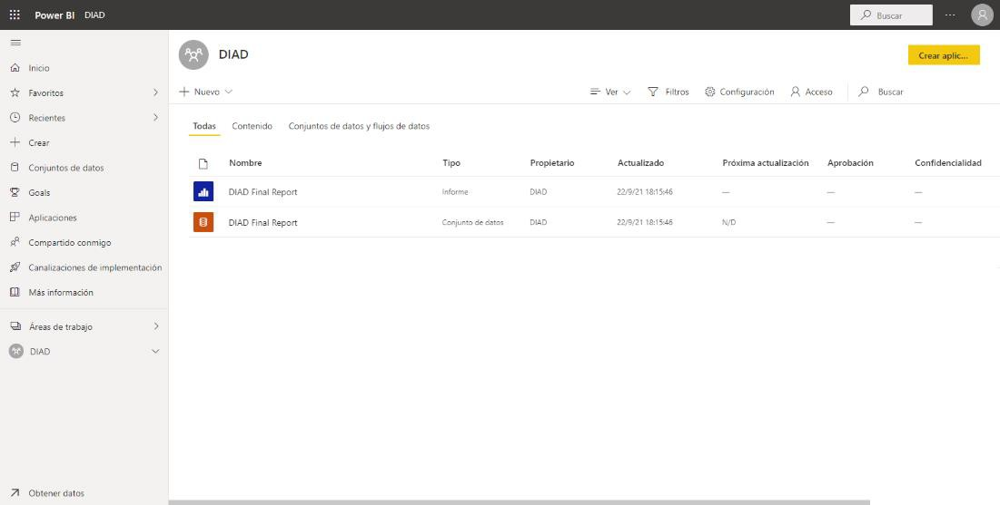 Power BI DIAD Buscar ...
DIAD
Crear aplic...
Inicio
Favoritos
Recientes
Crear
Conjuntos de datos
Goals
Aplicaciones
Compartido conmigo
Canalizaciones de implementación
Más información
Áreas de trabajo
DIAD
Obtener datos
Nuevo Ver Filtros Configuración Acceso Buscar
Todas Contenido Conjuntos de datos y flujos de datos
Nombre Tipo Propietario Actualizado Próxima actualización Aprobación Confidencialidad
DIAD Final Report Informe DIAD 22/9/21 18:15:46 — — —
DIAD Final Report Conjunto de datos DIAD 22/9/21 18:15:46 N/D — —